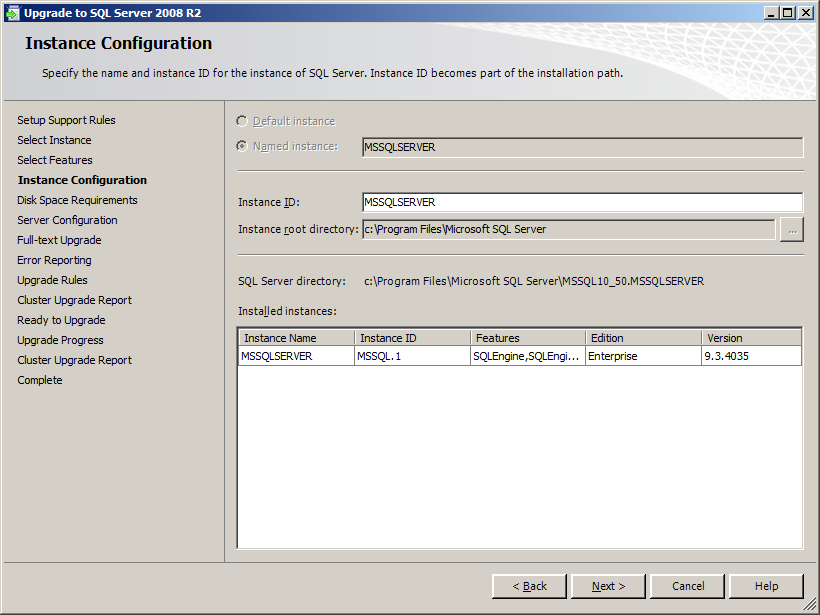 Upgrade to SQL Server 2008 R2
Instance Configuration
Specify the name and instance ID for the instance of SQL Server. Instance ID becomes part of the installation path.
Setup Support Rules
Select Instance
Select Features
Instance Configuration
Disk Space Requirements
Server Configuration
Full-text Upgrade
Error Reporting
Upgrade Rules
Cluster Upgrade Report
Ready to Upgrade
Upgrade Progress
Cluster Upgrade Report
Complete
Default instance
Named instance: MSSQLSERVER
Instance ID: MSSQLSERVER
Instance root directory: c:\Program Files\Microsoft SQL Server ...
SQL Server directory: c:\Program Files\Microsoft SQL Server\MSSQL10_50.MSSQLSERVER
Installed instances:
Instance Name Instance ID Features Edition Version
MSSQLSERVER MSSQL.1 SQLEngine,SQLEngi... Enterprise 9.3.4035
< Back Next > Cancel Help